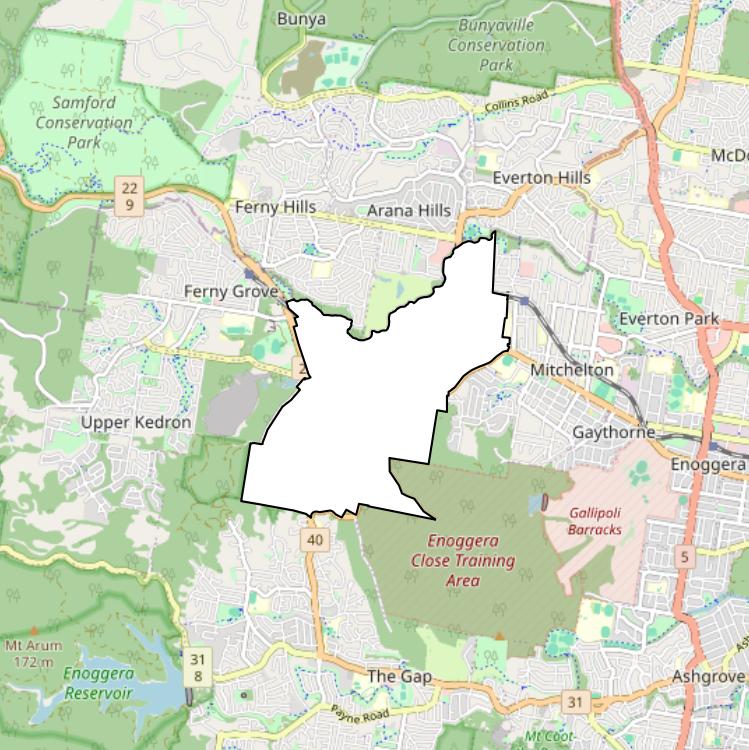 Bunya
Bunyaville
Conservation
Park
Samford
Conservation
Park
Collins Road
McDo
Everton Hills
22
9
Ferny Hills
Arana Hills
Ferny Grove
Everton Park
2
Mitchelton
Upper Kedron
Gaythorne
Enoggera
Gallipoli
Barracks
40
Enoggera
Close Training
Area
5
Mt Arum
172 m
31
8
Enoggera
Reservoir
The Gap
Ashgrove
31
Payne Road
Mt Coot